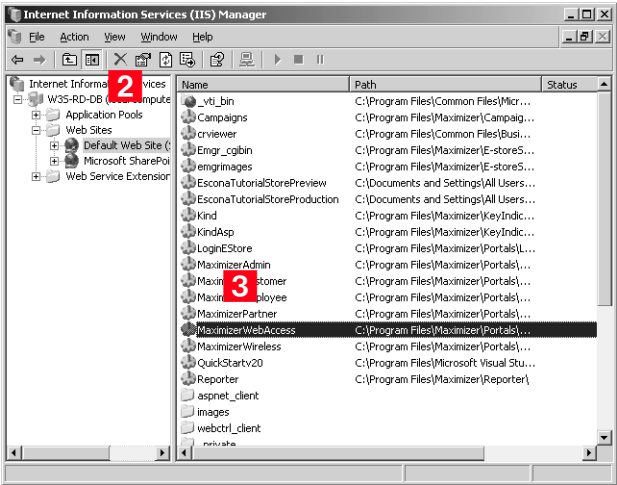 Internet Information Services (IIS) Manager
File Action View Window Help
2
Internet Informa vices
W3S-RD-DB ( compute
Application Pools
Web Sites
Default Web Site (
Microsoft SharePoi
Web Service Extension
Name Path Status
_vti_bin C:\Program Files\Common Files\Micr...
Campaigns C:\Program Files\Maximizer\Campaig...
crviewer C:\Program Files\Common Files\Busi...
Emgr_cgibin C:\Program Files\Maximizer\E-storeS...
emgrimages C:\Program Files\Maximizer\E-storeS...
EsconaTutorialStorePreview C:\Documents and Settings\All Users...
EsconaTutorialStoreProduction C:\Documents and Settings\All Users...
Kind C:\Program Files\Maximizer\KeyIndic...
KindAsp C:\Program Files\Maximizer\KeyIndic...
LoginEStore C:\Program Files\Maximizer\Portals\L...
MaximizerAdmin C:\Program Files\Maximizer\Portals\...
Maxim stomer C:\Program Files\Maximizer\Portals\...
3
Maxim ployee C:\Program Files\Maximizer\Portals\...
MaximizerPartner C:\Program Files\Maximizer\Portals\...
MaximizerWebAccess C:\Program Files\Maximizer\Portals\...
MaximizerWireless C:\Program Files\Maximizer\Portals\...
QuickStartv20 C:\Program Files\Microsoft Visual Stu...
Reporter C:\Program Files\Maximizer\Reporter\
aspnet_client
images
webctrl_client
_private